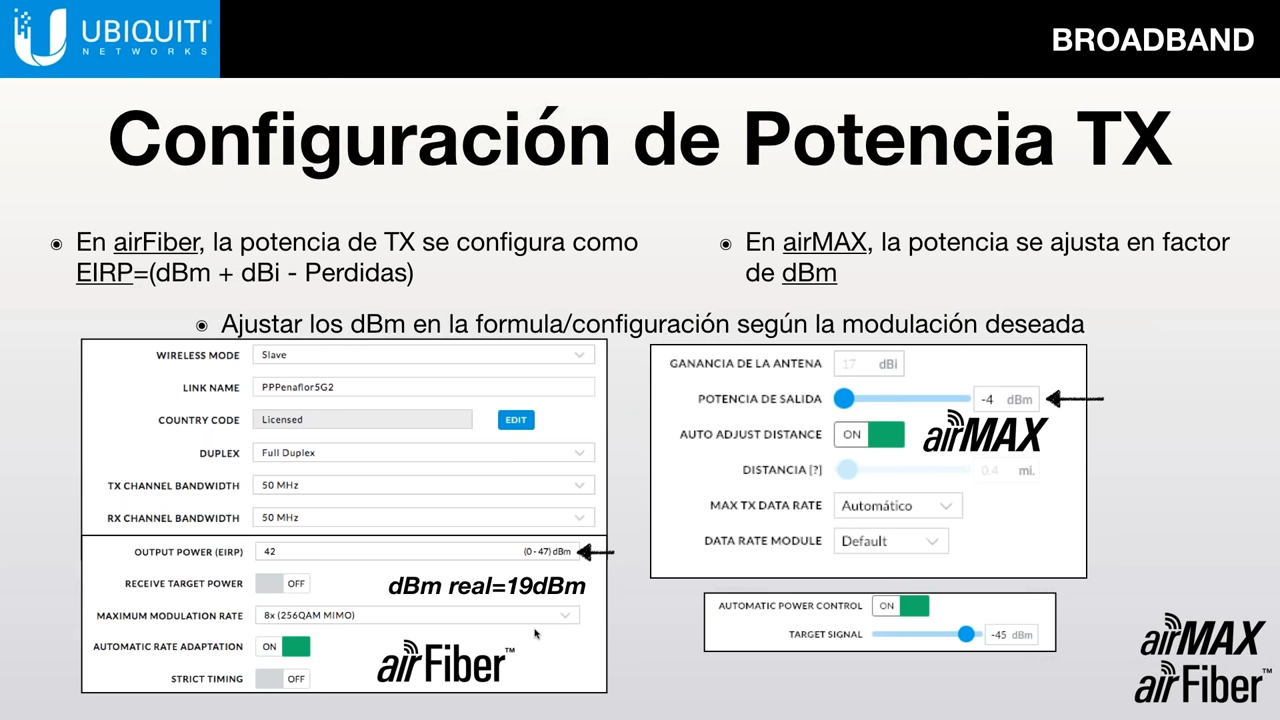 UBIQUITI
NETWORKS
BROADBAND
Configuración de Potencia TX
En airFiber, la potencia de TX se configura como
EIRP=(dBm + dBi - Perdidas)
En airMAX, la potencia se ajusta en factor
de dBm
Ajustar los dBm en la formula/configuración según la modulación deseada
WIRELESS MODE Slave
LINK NAME PPPenaflor5G2
COUNTRY CODE Licensed EDIT
DUPLEX Full Duplex
TX CHANNEL BANDWIDTH 50 MHz
RX CHANNEL BANDWIDTH 50 MHz
OUTPUT POWER (EIRP) 42 (0 - 47) dBm
RECEIVE TARGET POWER OFF
dBm real=19dBm
MAXIMUM MODULATION RATE 8x (256QAM MIMO)
AUTOMATIC RATE ADAPTATION ON
airFiber™
STRICT TIMING OFF
GANANCIA DE LA ANTENA 17 dBi
POTENCIA DE SALIDA -4 dBm
AUTO ADJUST DISTANCE ON
airMAX
DISTANCIA [?] 0.4 mi.
MAX TX DATA RATE Automático
DATA RATE MODULE Default
AUTOMATIC POWER CONTROL ON
TARGET SIGNAL -45 dBm
airMAX
airFiber™